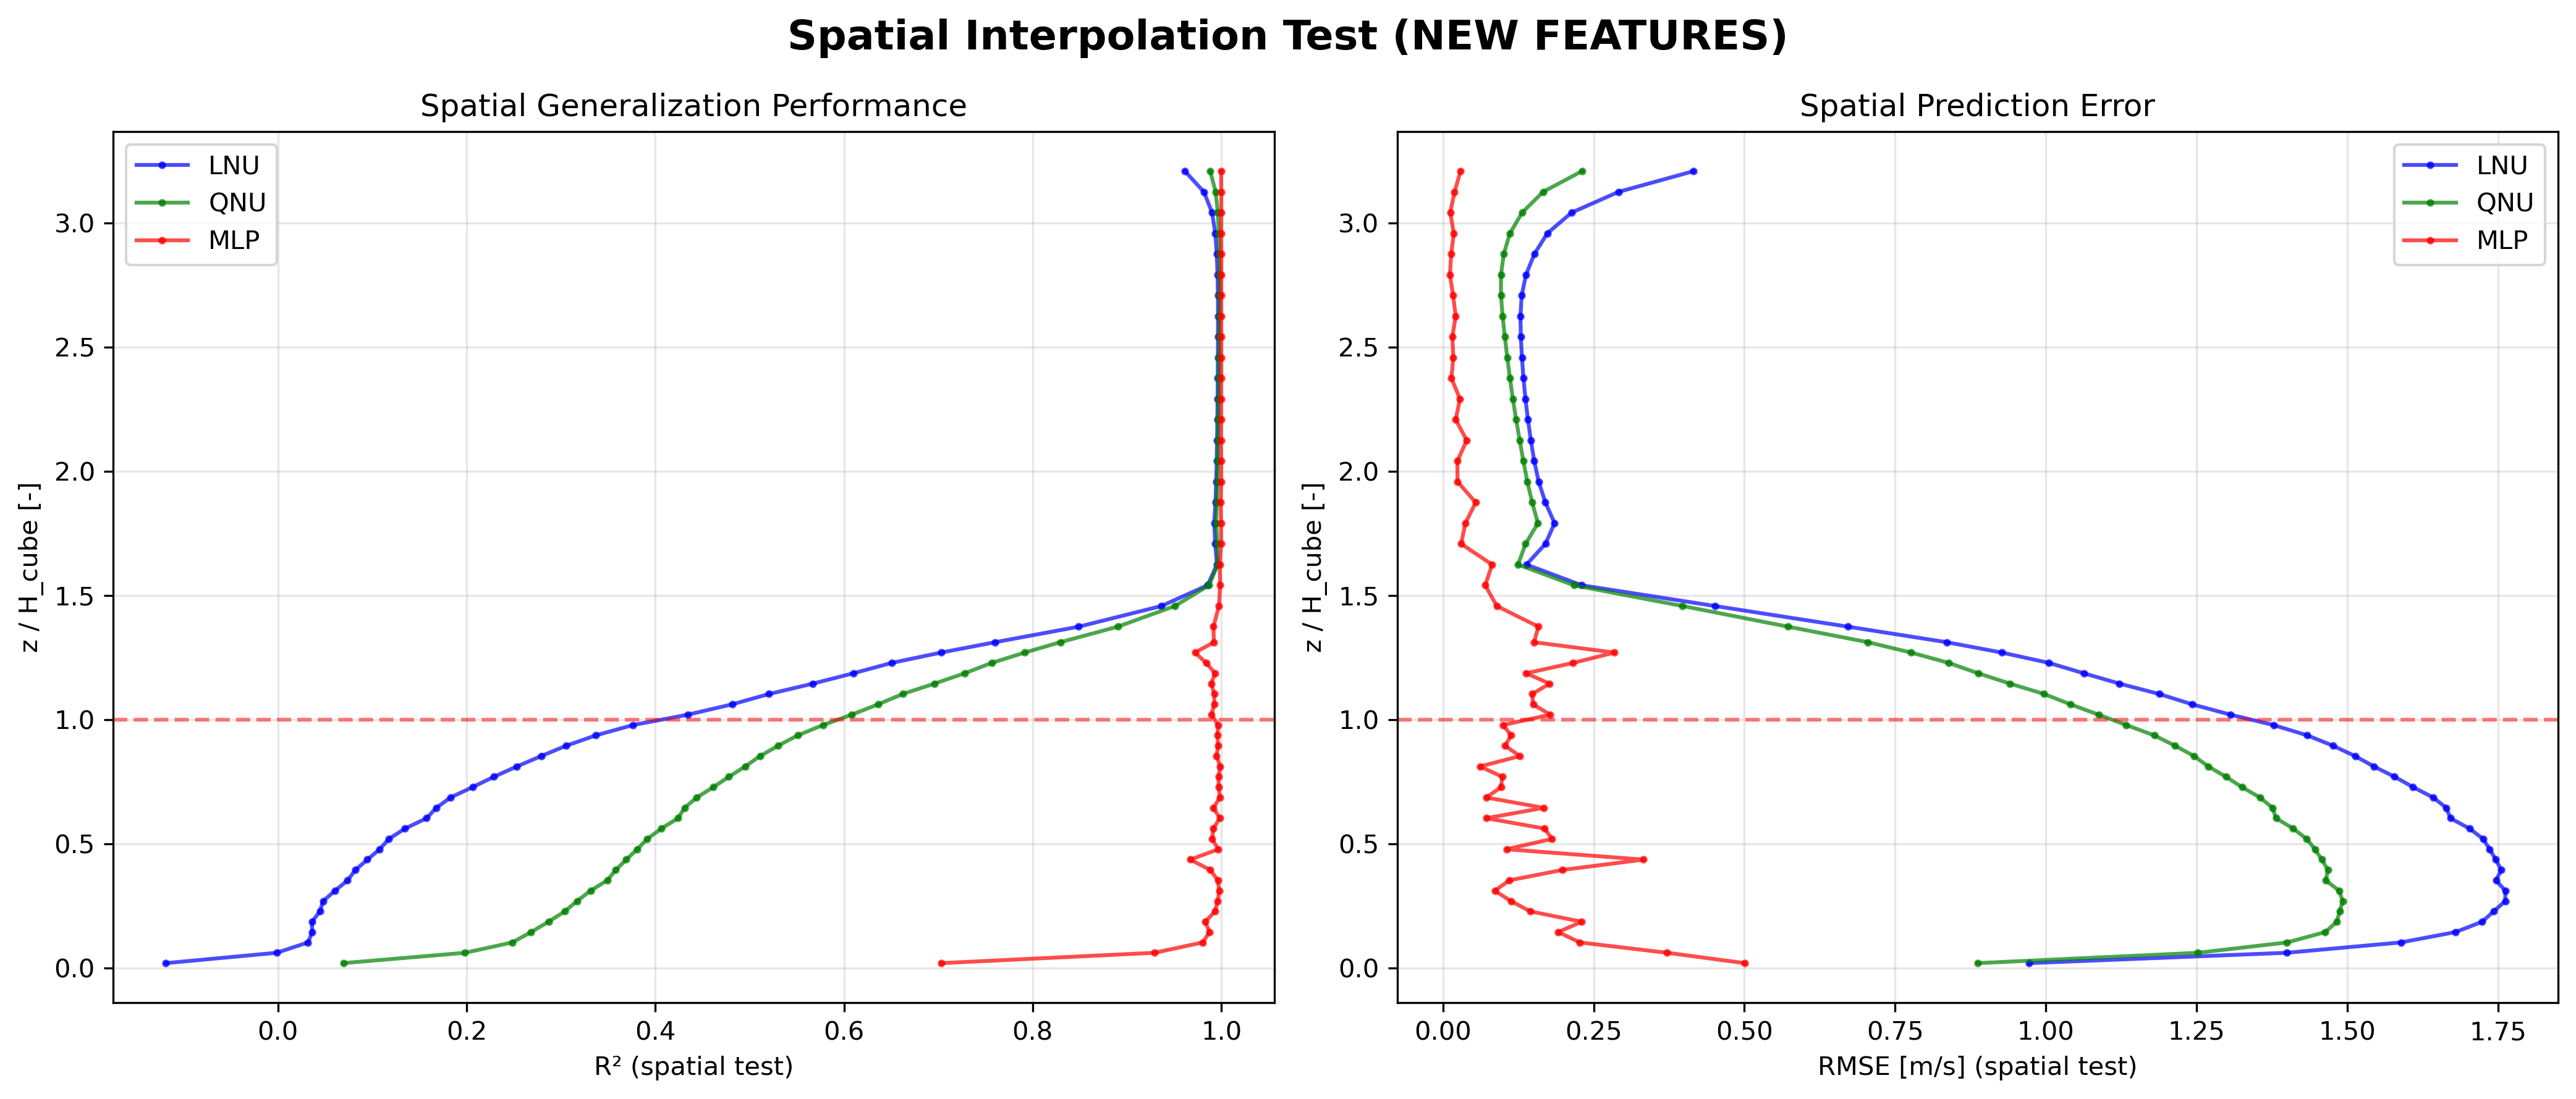 Spatial Interpolation Test (NEW FEATURES)
Spatial Generalization Performance
LNU
QNU
MLP
3.0
2.5
2.0
1.5
1.0
0.5
0.0
z / H_cube [-]
0.0 0.2 0.4 0.6 0.8 1.0
R² (spatial test)
Spatial Prediction Error
LNU
QNU
MLP
3.0
2.5
2.0
1.5
1.0
0.5
0.0
z / H_cube [-]
0.00 0.25 0.50 0.75 1.00 1.25 1.50 1.75
RMSE [m/s] (spatial test)